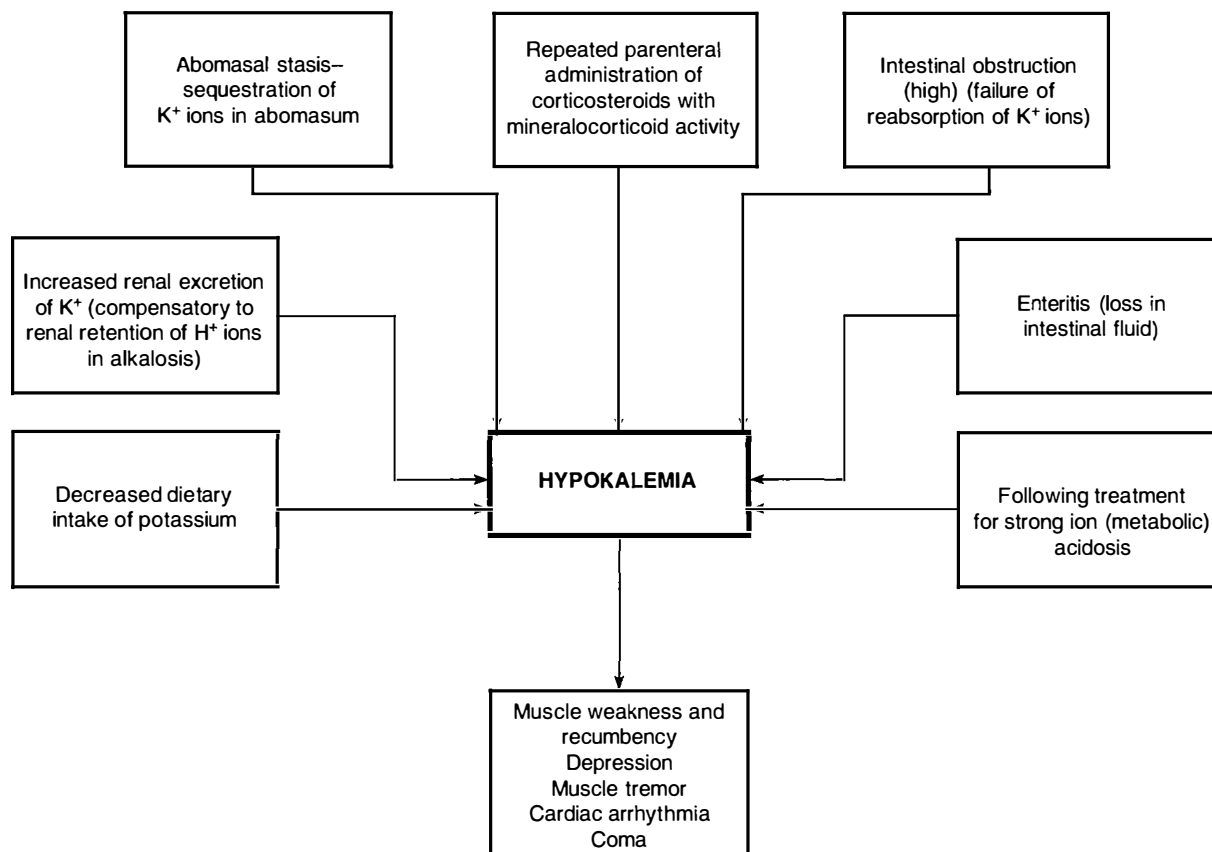 Abomasal stasis–
sequestration of
K⁺ ions in abomasum
Repeated parenteral
administration of
corticosteroids with
mineralocorticoid activity
Intestinal obstruction
(high) (failure of
reabsorption of K⁺ ions)
Increased renal excretion
of K⁺ (compensatory to
renal retention of H⁺ ions
in alkalosis)
Enteritis (loss in
intestinal fluid)
Decreased dietary
intake of potassium
HYPOKALEMIA
Following treatment
for strong ion (metabolic)
acidosis
Muscle weakness and
recumbency
Depression
Muscle tremor
Cardiac arrhythmia
Coma